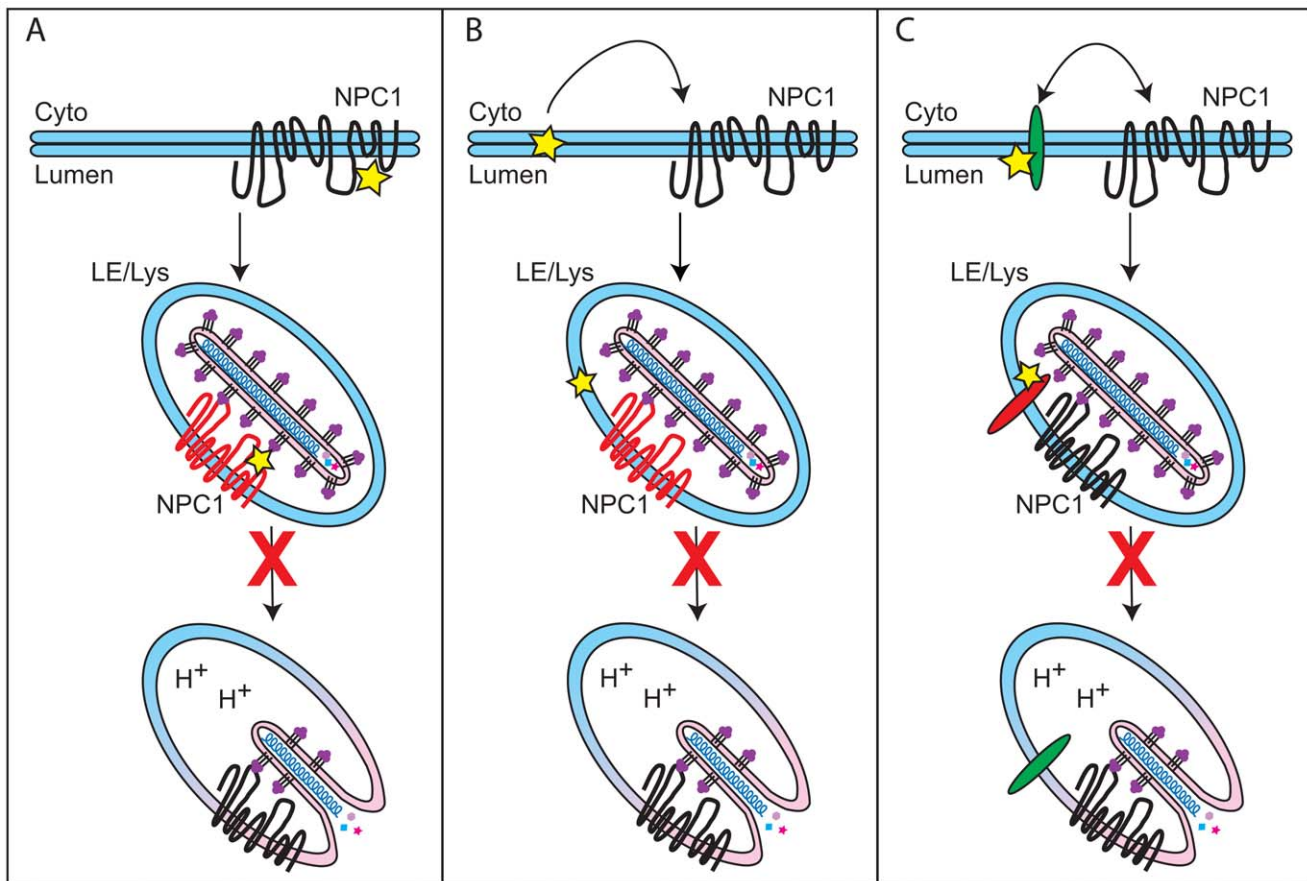 A
NPC1
Cyto
Lumen
LE/Lys
NPC1
X
H+
H+
B
NPC1
Cyto
Lumen
LE/Lys
NPC1
X
H+
H+
C
NPC1
Cyto
Lumen
LE/Lys
NPC1
X
H+
H+